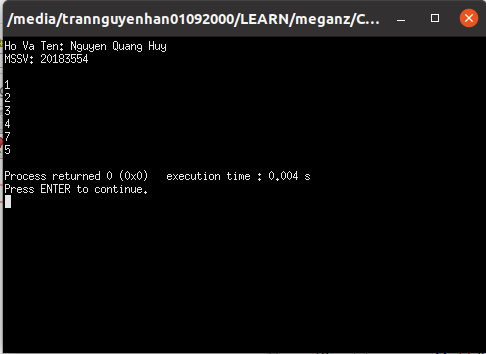 /media/trannguyenhan01092000/LEARN/meganz/C...
Ho Va Ten: Nguyen Quang Huy
MSSV: 20183554
1
2
3
4
7
5
Process returned 0 (0x0)   execution time : 0.004 s
Press ENTER to continue.